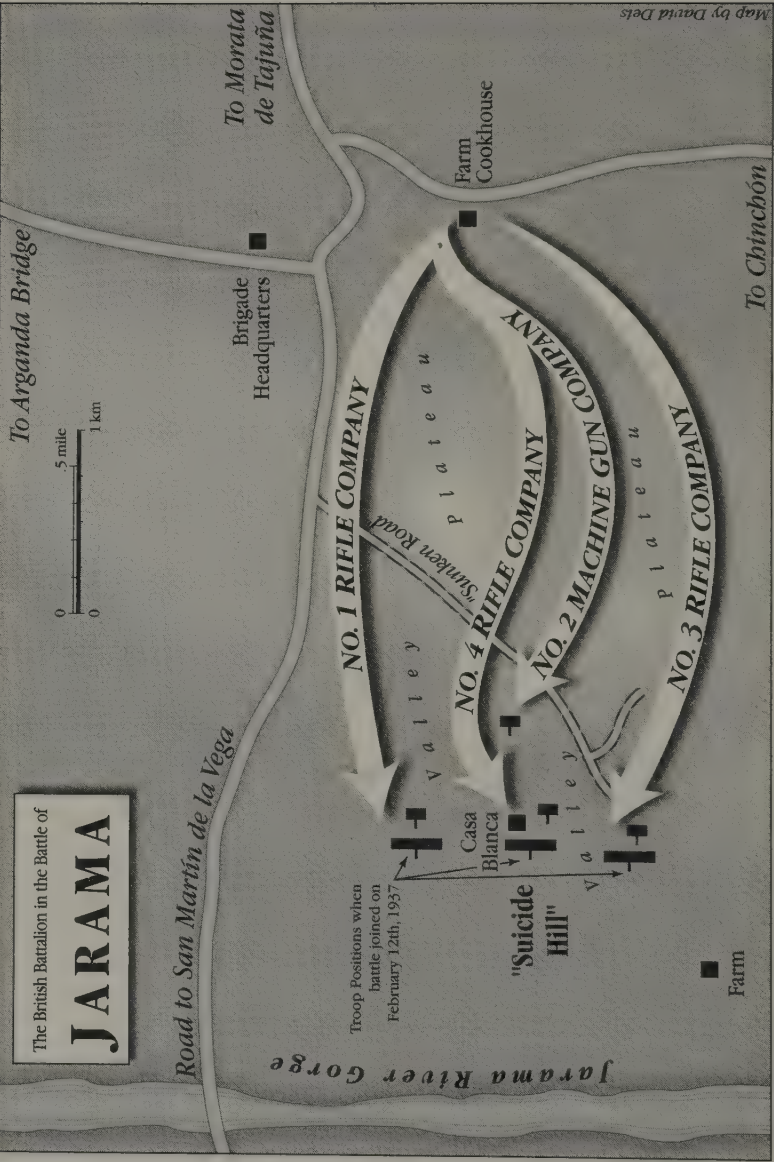 The British Battalion in the Battle of
JARAMA
Road to San Martín de la Vega
Jarama River Gorge
0
.5 mile
0
1 km
To Arganda Bridge
To Morata
de Tajuña
Brigade
Headquarters
Farm
Cookhouse
To Chinchón
NO. 1 RIFLE COMPANY
Plateau
"Sunken Road"
Valley
NO. 4 RIFLE COMPANY
NO. 2 MACHINE GUN COMPANY
Plateau
NO. 3 RIFLE COMPANY
Troop Positions when
battle joined on
February 12th, 1937
Casa
Blanca
Valley
"Suicide
Hill"
Farm
Map by David Dets